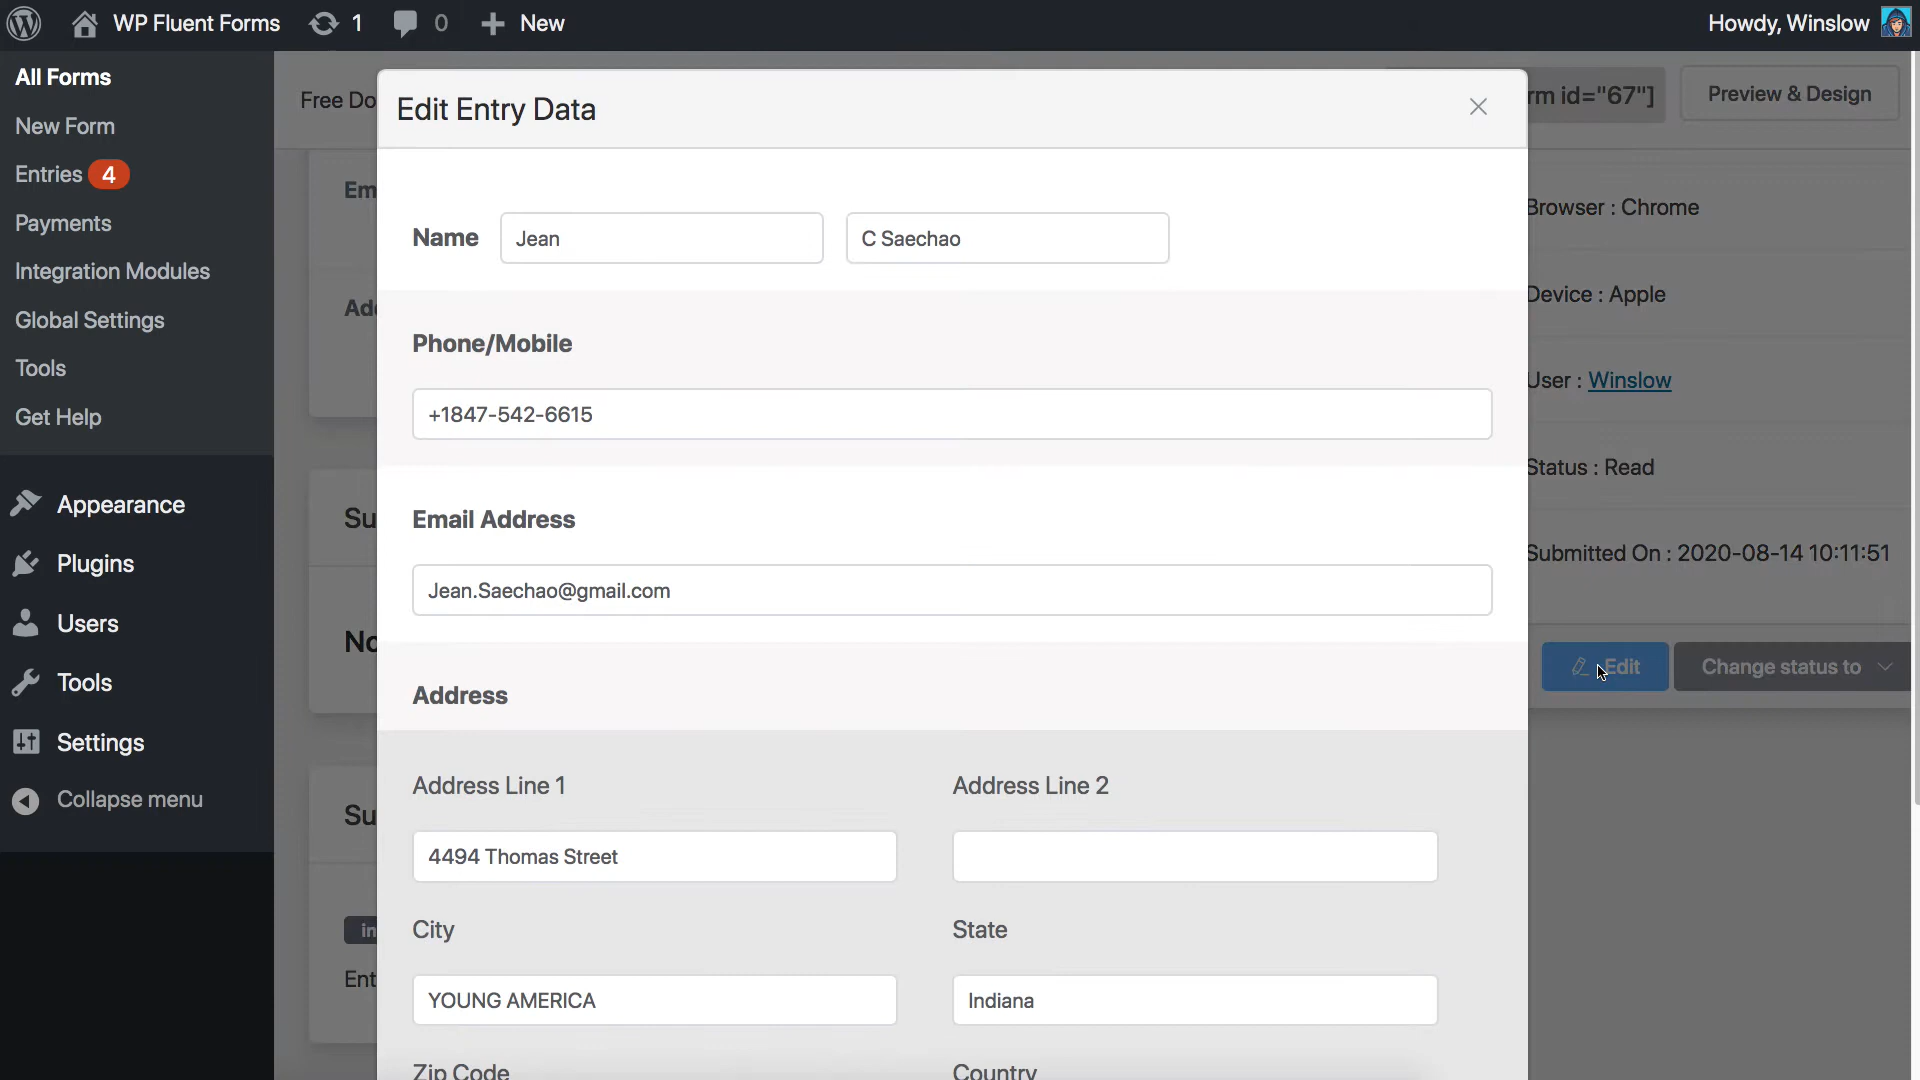 WP Fluent Forms 1 0 New Howdy, Winslow
All Forms
New Form
Entries 4
Payments
Integration Modules
Global Settings
Tools
Get Help
Appearance
Plugins
Users
Tools
Settings
Collapse menu
Free Do
rm id="67"]
Preview & Design
Em
Ad
Su
No
Su
in
Ent
Edit Entry Data
Name Jean C Saechao
Phone/Mobile
+1847-542-6615
Email Address
Jean.Saechao@gmail.com
Address
Address Line 1 Address Line 2
4494 Thomas Street
City State
YOUNG AMERICA Indiana
Zip Code Country
Browser : Chrome
Device : Apple
User : Winslow
Status : Read
Submitted On : 2020-08-14 10:11:51
Edit Change status to